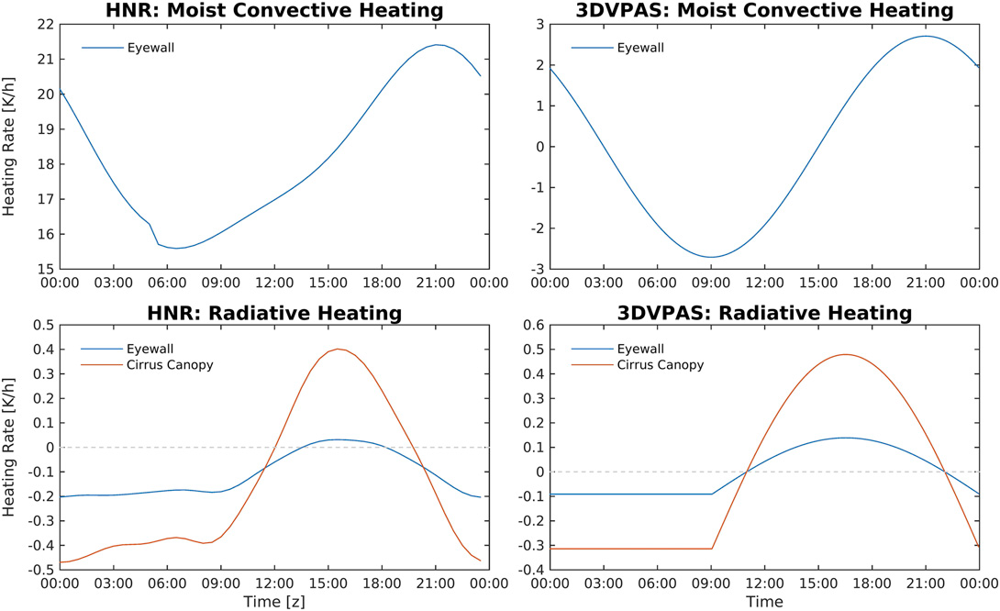 HNR: Moist Convective Heating
Heating Rate [K/h]
22
21
20
19
18
17
16
15
Eyewall
00:00 03:00 06:00 09:00 12:00 15:00 18:00 21:00 00:00
3DVPAS: Moist Convective Heating
3
2
1
0
-1
-2
-3
Eyewall
00:00 03:00 06:00 09:00 12:00 15:00 18:00 21:00 00:00
HNR: Radiative Heating
Heating Rate [K/h]
0.5
0.4
0.3
0.2
0.1
0
-0.1
-0.2
-0.3
-0.4
-0.5
Eyewall
Cirrus Canopy
00:00 03:00 06:00 09:00 12:00 15:00 18:00 21:00 00:00
Time [z]
3DVPAS: Radiative Heating
0.6
0.5
0.4
0.3
0.2
0.1
0
-0.1
-0.2
-0.3
-0.4
Eyewall
Cirrus Canopy
00:00 03:00 06:00 09:00 12:00 15:00 18:00 21:00 00:00
Time